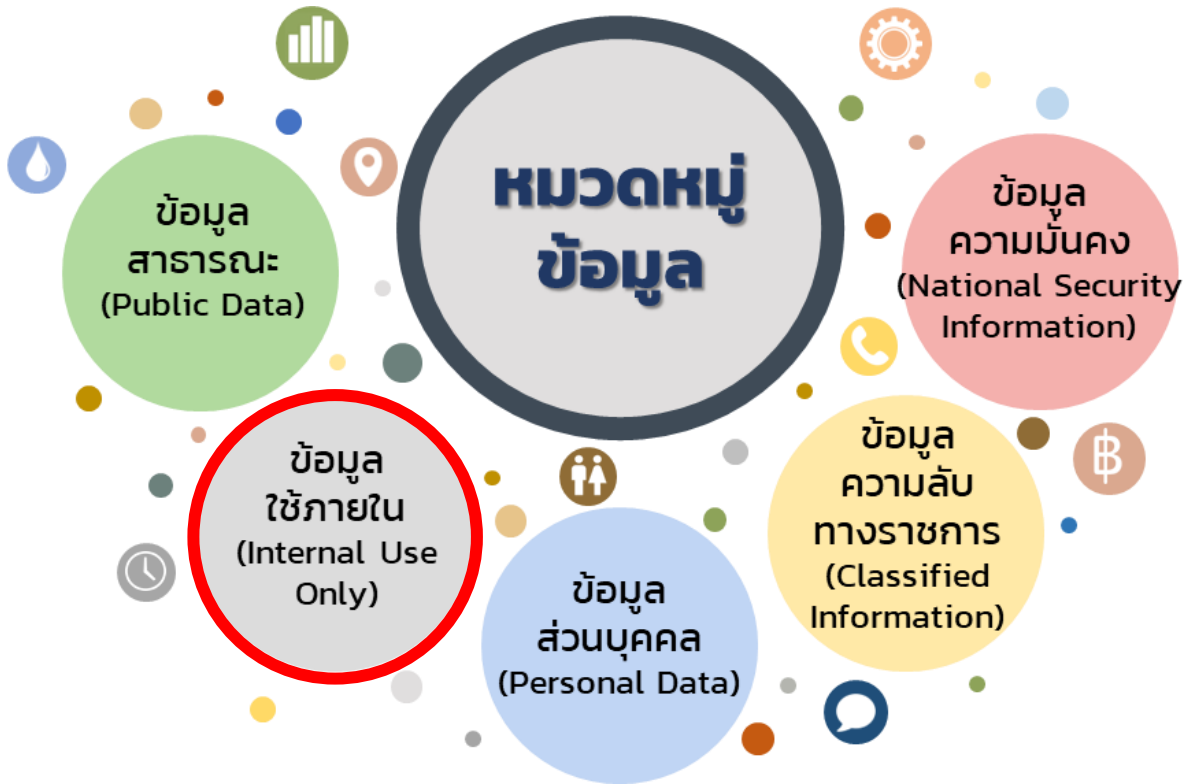 หมวดหมู่
ข้อมูล
ข้อมูล
สาธารณะ
(Public Data)
ข้อมูล
ใช้ภายใน
(Internal Use
Only)
ข้อมูล
ส่วนบุคคล
(Personal Data)
ข้อมูล
ความลับ
ทางราชการ
(Classified
Information)
ข้อมูล
ความมั่นคง
(National Security
Information)